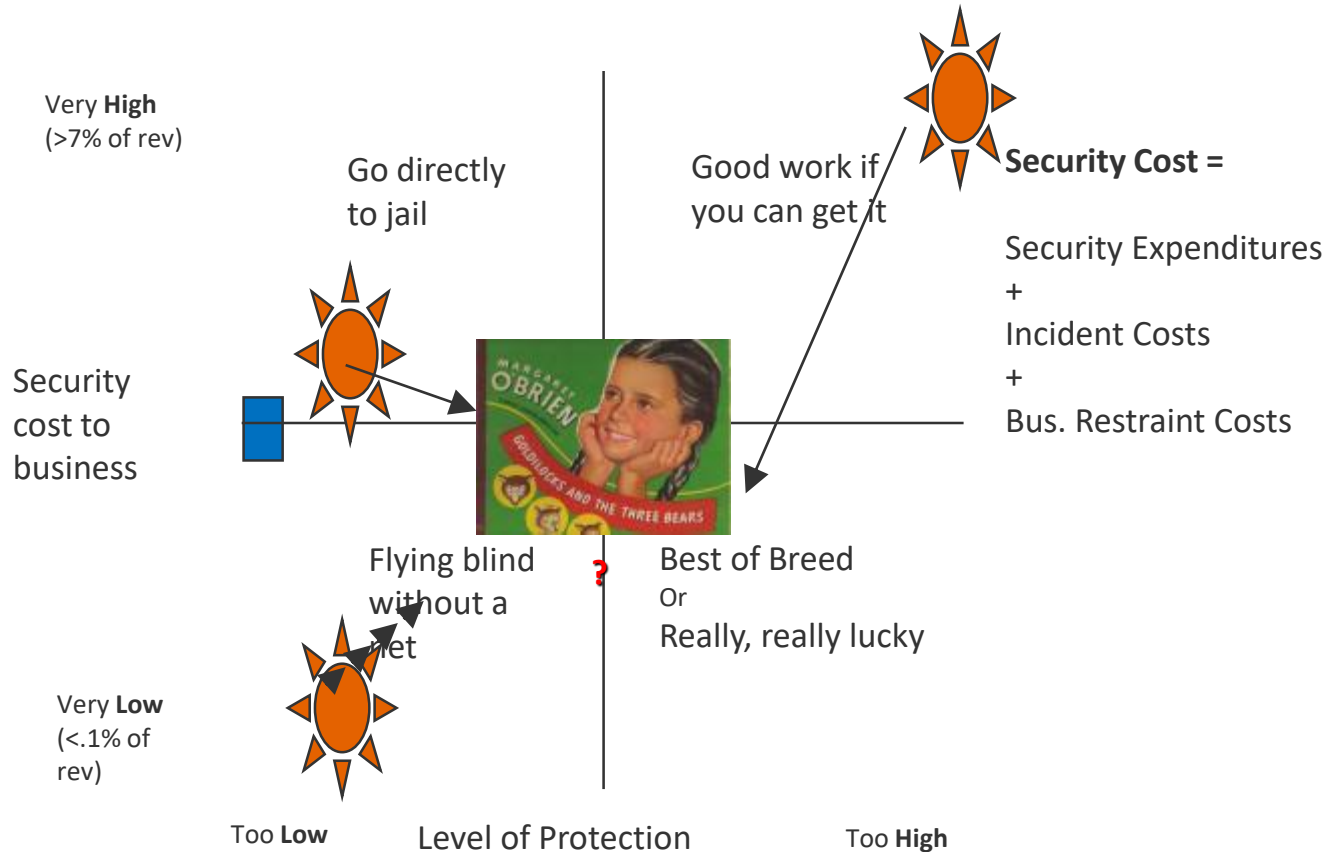 Very High
(>7% of rev)
Go directly
to jail
Good work if
you can get it
Security Cost =
Security Expenditures
+
Incident Costs
+
Bus. Restraint Costs
Security
cost to
business
MARGARET
O'BRIEN
GOLDILOCKS AND THE THREE BEARS
Flying blind
without a
net
?
Best of Breed
Or
Really, really lucky
Very Low
(<.1% of
rev)
Too Low
Level of Protection
Too High